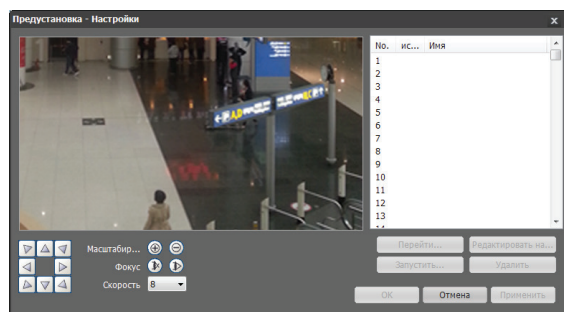 Предустановка - Настройки
x
No. ис... Имя
1
2
3
4
5
6
7
8
9
10
11
12
13
14
Масштабир...
Фокус
Скорость 8
Перейти... Редактировать на...
Запустить... Удалить
OK Отмена Применить